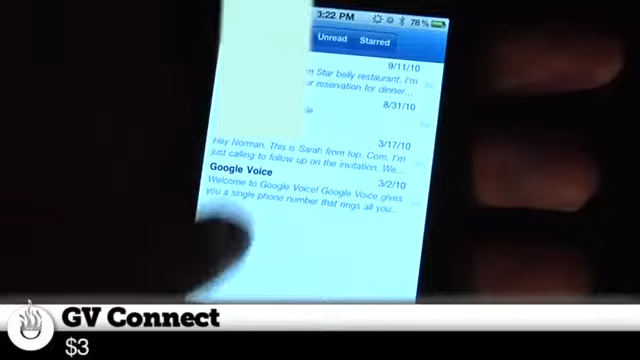 3:22 PM 78 %
Unread Starred
9/11/10
m Star belly restaurant. I'm
ur reservation for dinner...
8/31/10
le
3/17/10
Hey Norman. This is Sarah from top. Com. I'm
just calling to follow up on the invitation. We...
Google Voice 3/2/10
Welcome to Google Voice! Google Voice gives
you a single phone number that rings all you...
GV Connect
$3